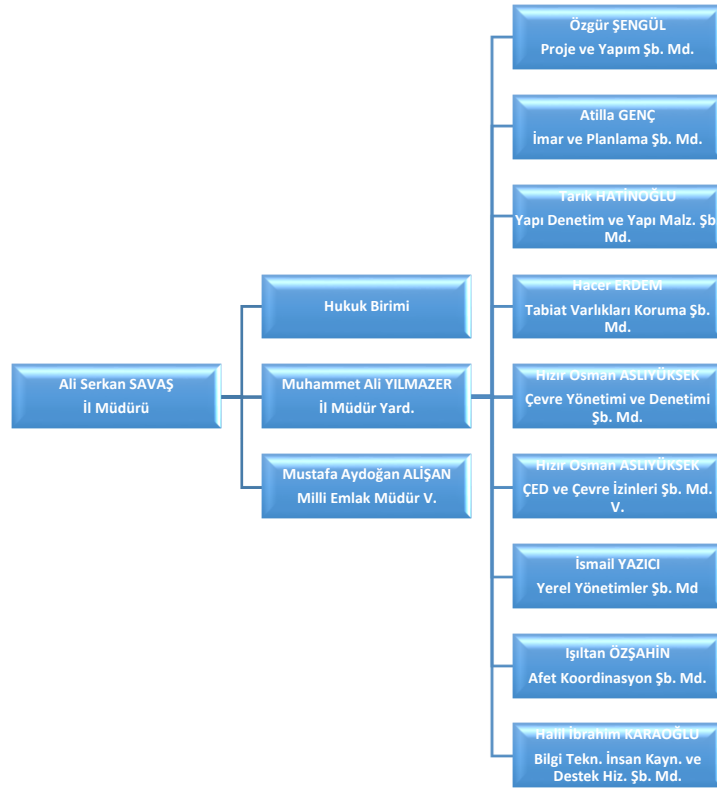 Ali Serkan SAVAŞ
İl Müdürü
Hukuk Birimi
Muhammet Ali YILMAZER
İl Müdür Yard.
Mustafa Aydoğan ALİŞAN
Milli Emlak Müdür V.
Özgür ŞENGÜL
Proje ve Yapım Şb. Md.
Atilla GENÇ
İmar ve Planlama Şb. Md.
Tarık HATİNOĞLU
Yapı Denetim ve Yapı Malz. Şb
Md.
Hacer ERDEM
Tabiat Varlıkları Koruma Şb.
Md.
Hızır Osman ASLIYÜKSEK
Çevre Yönetimi ve Denetimi
Şb. Md.
Hızır Osman ASLIYÜKSEK
ÇED ve Çevre İzinleri Şb. Md.
V.
İsmail YAZICI
Yerel Yönetimler Şb. Md
Işıltan ÖZŞAHİN
Afet Koordinasyon Şb. Md.
Halil İbrahim KARAOĞLU
Bilgi Tekn. İnsan Kayn. ve
Destek Hiz. Şb. Md.